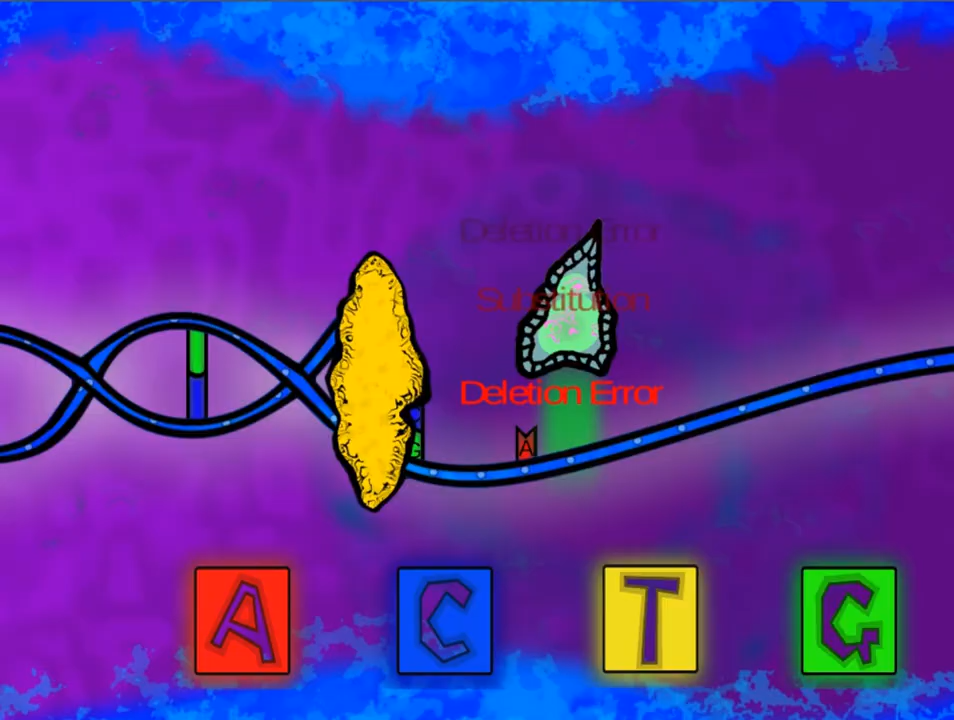 Deletion Error
Substitution
Deletion Error
G
A
A C T G